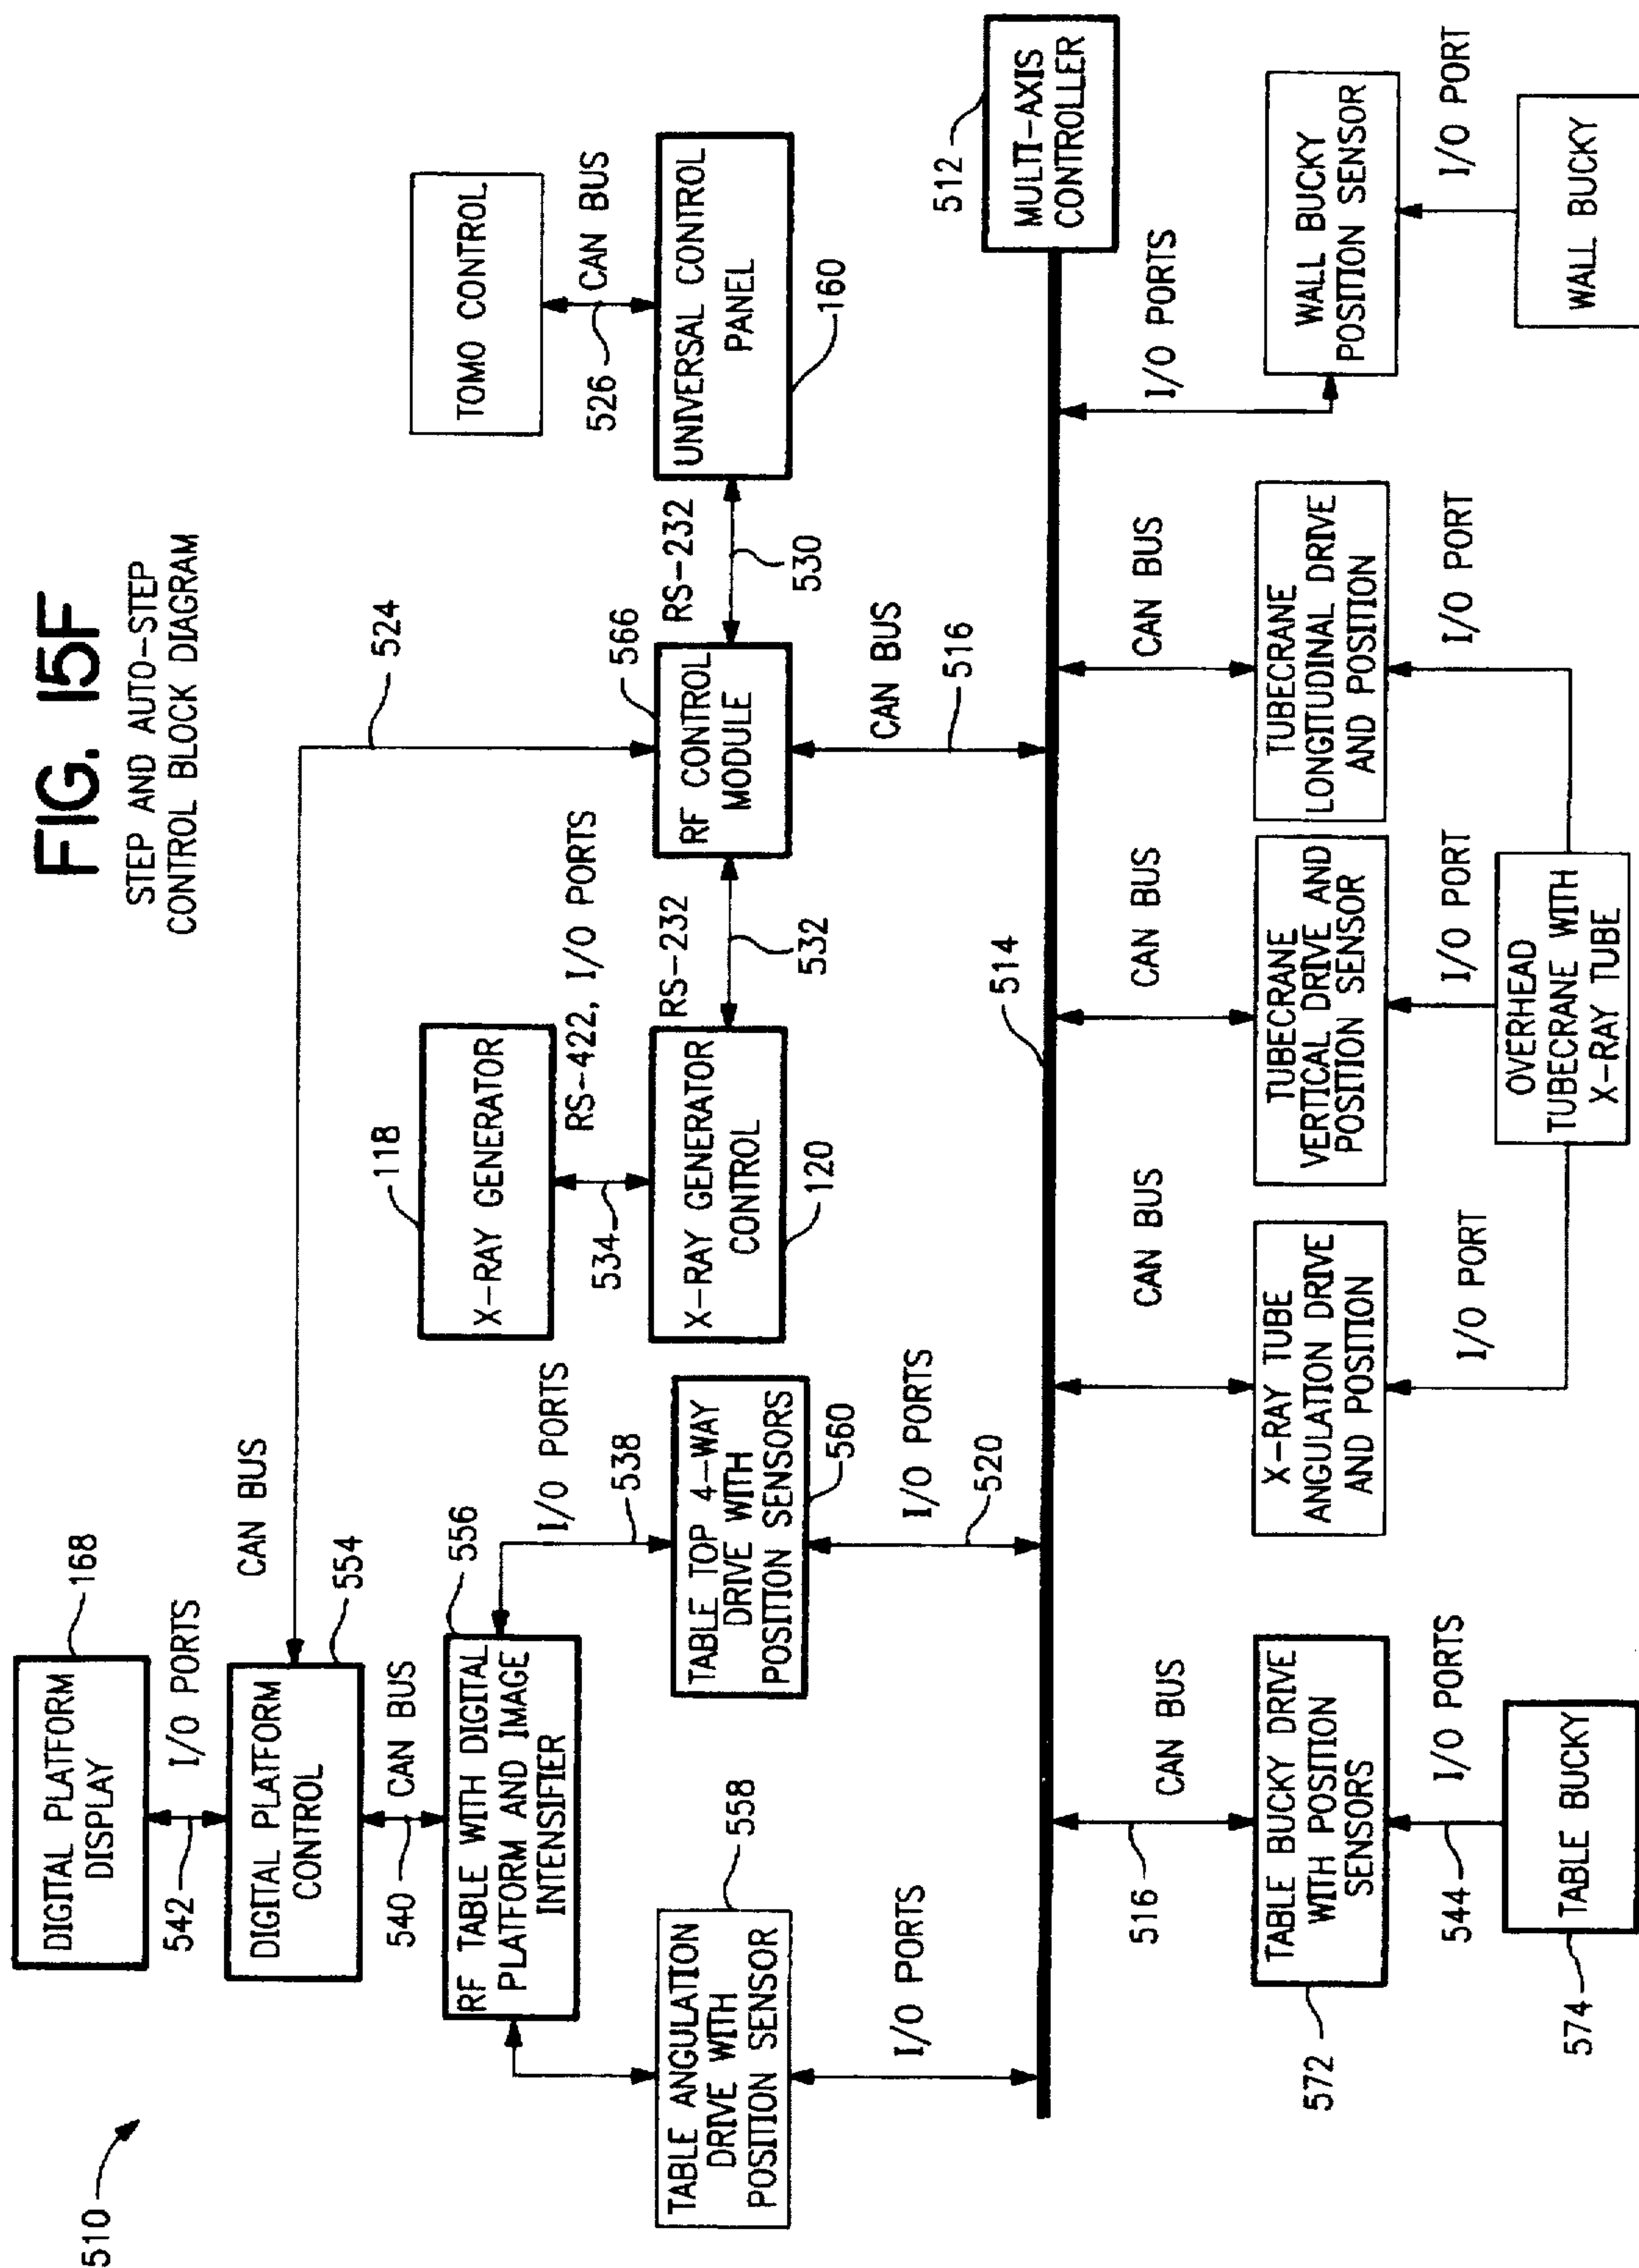 FIG. 15F
STEP AND AUTO-STEP
CONTROL BLOCK DIAGRAM
510
DIGITAL PLATFORM
DISPLAY
168
542
I/O PORTS
DIGITAL PLATFORM
CONTROL
554
CAN BUS
524
540
CAN BUS
RF TABLE WITH DIGITAL
PLATFORM AND IMAGE
INTENSIFIER
556
I/O PORTS
538
TABLE ANGULATION
DRIVE WITH
POSITION SENSOR
558
I/O PORTS
TABLE TOP 4-WAY
DRIVE WITH
POSITION SENSORS
560
I/O PORTS
520
X-RAY GENERATOR
118
534
RS-422, I/O PORTS
X-RAY GENERATOR
CONTROL
120
RS-232
532
RF CONTROL
MODULE
566
CAN BUS
516
RS-232
530
TOMO CONTROL
526
CAN BUS
UNIVERSAL CONTROL
PANEL
160
514
512
MULTI-AXIS
CONTROLLER
516
CAN BUS
TABLE BUCKY DRIVE
WITH POSITION
SENSORS
572
544
I/O PORTS
TABLE BUCKY
574
CAN BUS
X-RAY TUBE
ANGULATION DRIVE
AND POSITION
I/O PORT
CAN BUS
TUBECRANE
VERTICAL DRIVE AND
POSITION SENSOR
I/O PORT
CAN BUS
TUBECRANE
LONGITUDINAL DRIVE
AND POSITION
I/O PORT
OVERHEAD
TUBECRANE WITH
X-RAY TUBE
I/O PORTS
WALL BUCKY
POSITION SENSOR
I/O PORT
WALL BUCKY